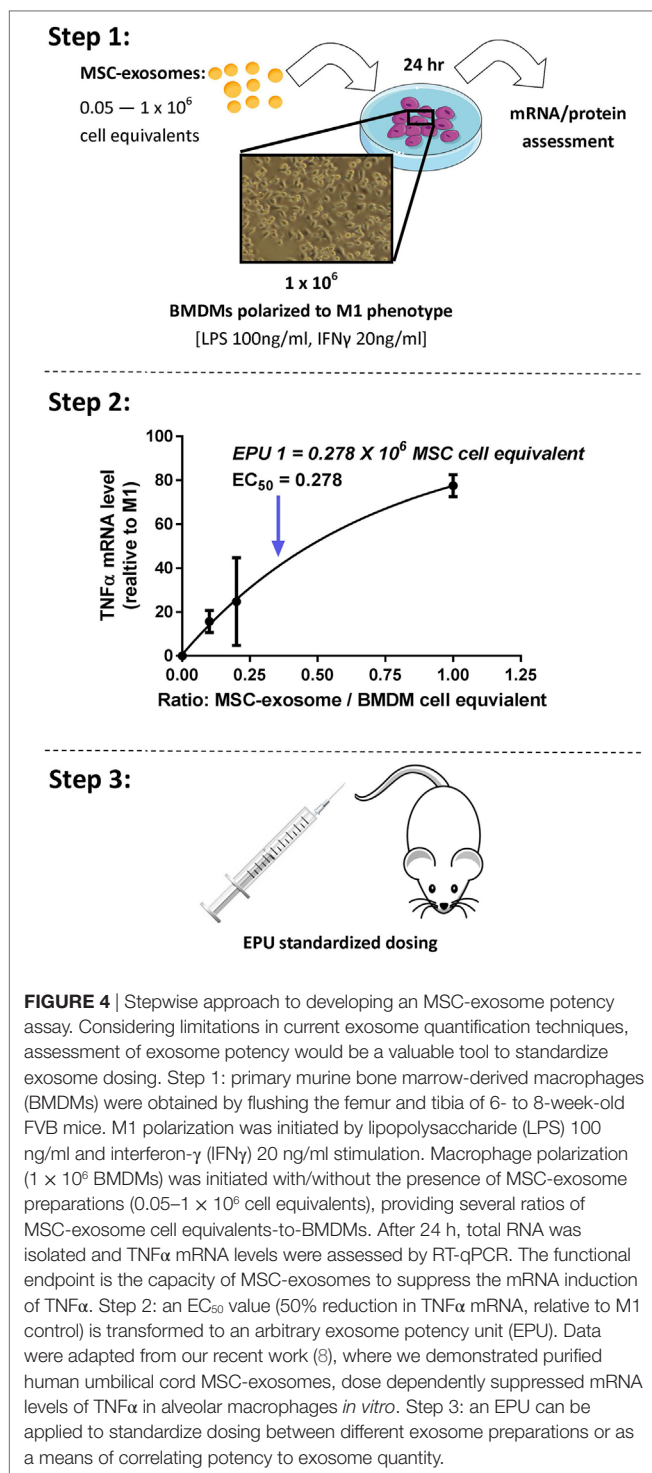 Step 1:
MSC-exosomes:
0.05 — 1 x 10⁶
cell equivalents
24 hr
mRNA/protein
assessment
1 x 10⁶
BMDMs polarized to M1 phenotype
[LPS 100ng/ml, IFNγ 20ng/ml]
Step 2:
TNFα mRNA level
(realtive to M1)
100
80
60
40
20
0
EPU 1 = 0.278 X 10⁶ MSC cell equivalent
EC₅₀ = 0.278
0.00 0.25 0.50 0.75 1.00 1.25
Ratio: MSC-exosome / BMDM cell equvialent
Step 3:
EPU standardized dosing
FIGURE 4 | Stepwise approach to developing an MSC-exosome potency
assay. Considering limitations in current exosome quantification techniques,
assessment of exosome potency would be a valuable tool to standardize
exosome dosing. Step 1: primary murine bone marrow-derived macrophages
(BMDMs) were obtained by flushing the femur and tibia of 6- to 8-week-old
FVB mice. M1 polarization was initiated by lipopolysaccharide (LPS) 100
ng/ml and interferon-γ (IFNγ) 20 ng/ml stimulation. Macrophage polarization
(1 × 10⁶ BMDMs) was initiated with/without the presence of MSC-exosome
preparations (0.05–1 × 10⁶ cell equivalents), providing several ratios of
MSC-exosome cell equivalents-to-BMDMs. After 24 h, total RNA was
isolated and TNFα mRNA levels were assessed by RT-qPCR. The functional
endpoint is the capacity of MSC-exosomes to suppress the mRNA induction
of TNFα. Step 2: an EC₅₀ value (50% reduction in TNFα mRNA, relative to M1
control) is transformed to an arbitrary exosome potency unit (EPU). Data
were adapted from our recent work (8), where we demonstrated purified
human umbilical cord MSC-exosomes, dose dependently suppressed mRNA
levels of TNFα in alveolar macrophages in vitro. Step 3: an EPU can be
applied to standardize dosing between different exosome preparations or as
a means of correlating potency to exosome quantity.